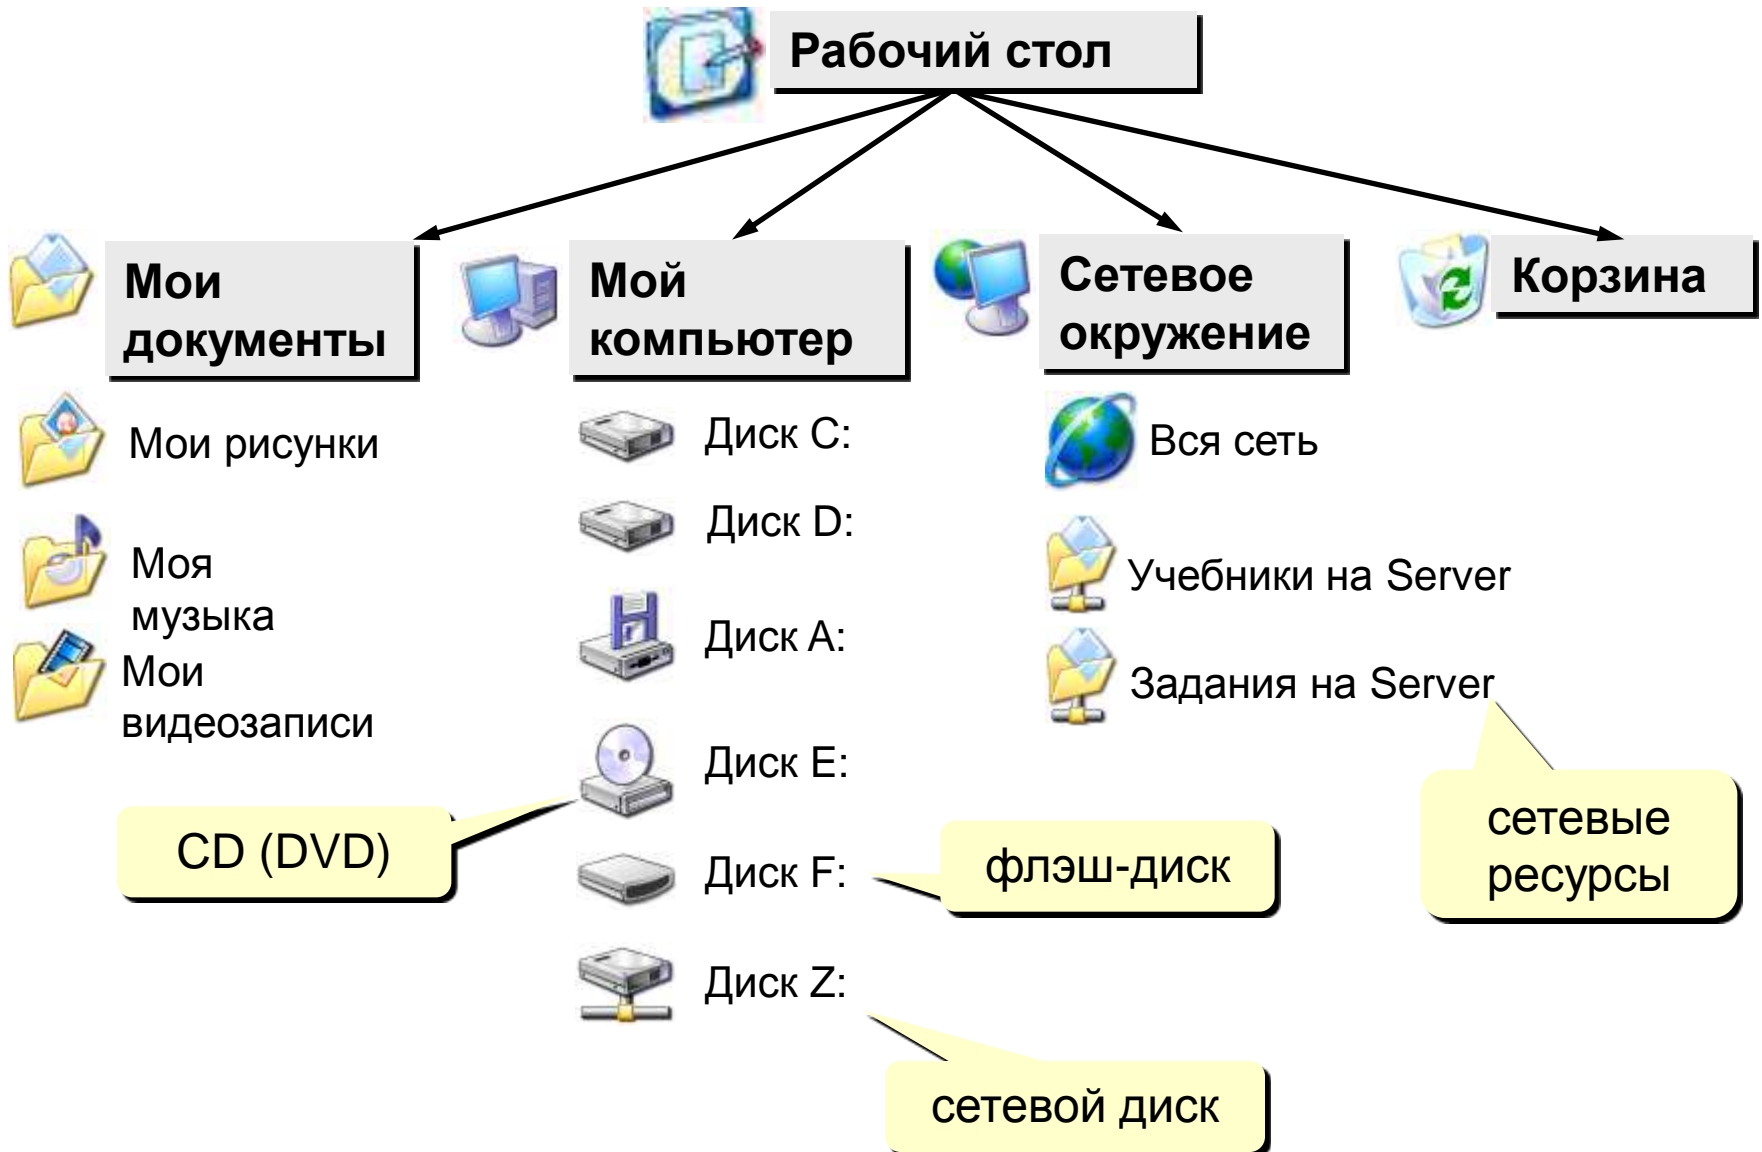 Рабочий стол
Мои
документы
Мой
компьютер
Сетевое
окружение
Корзина
Мои рисунки
Моя
музыка
Мои
видеозаписи
Диск C:
Диск D:
Диск A:
Диск E:
Диск F:
Диск Z:
Вся сеть
Учебники на Server
Задания на Server
CD (DVD)
флэш-диск
сетевые
ресурсы
сетевой диск